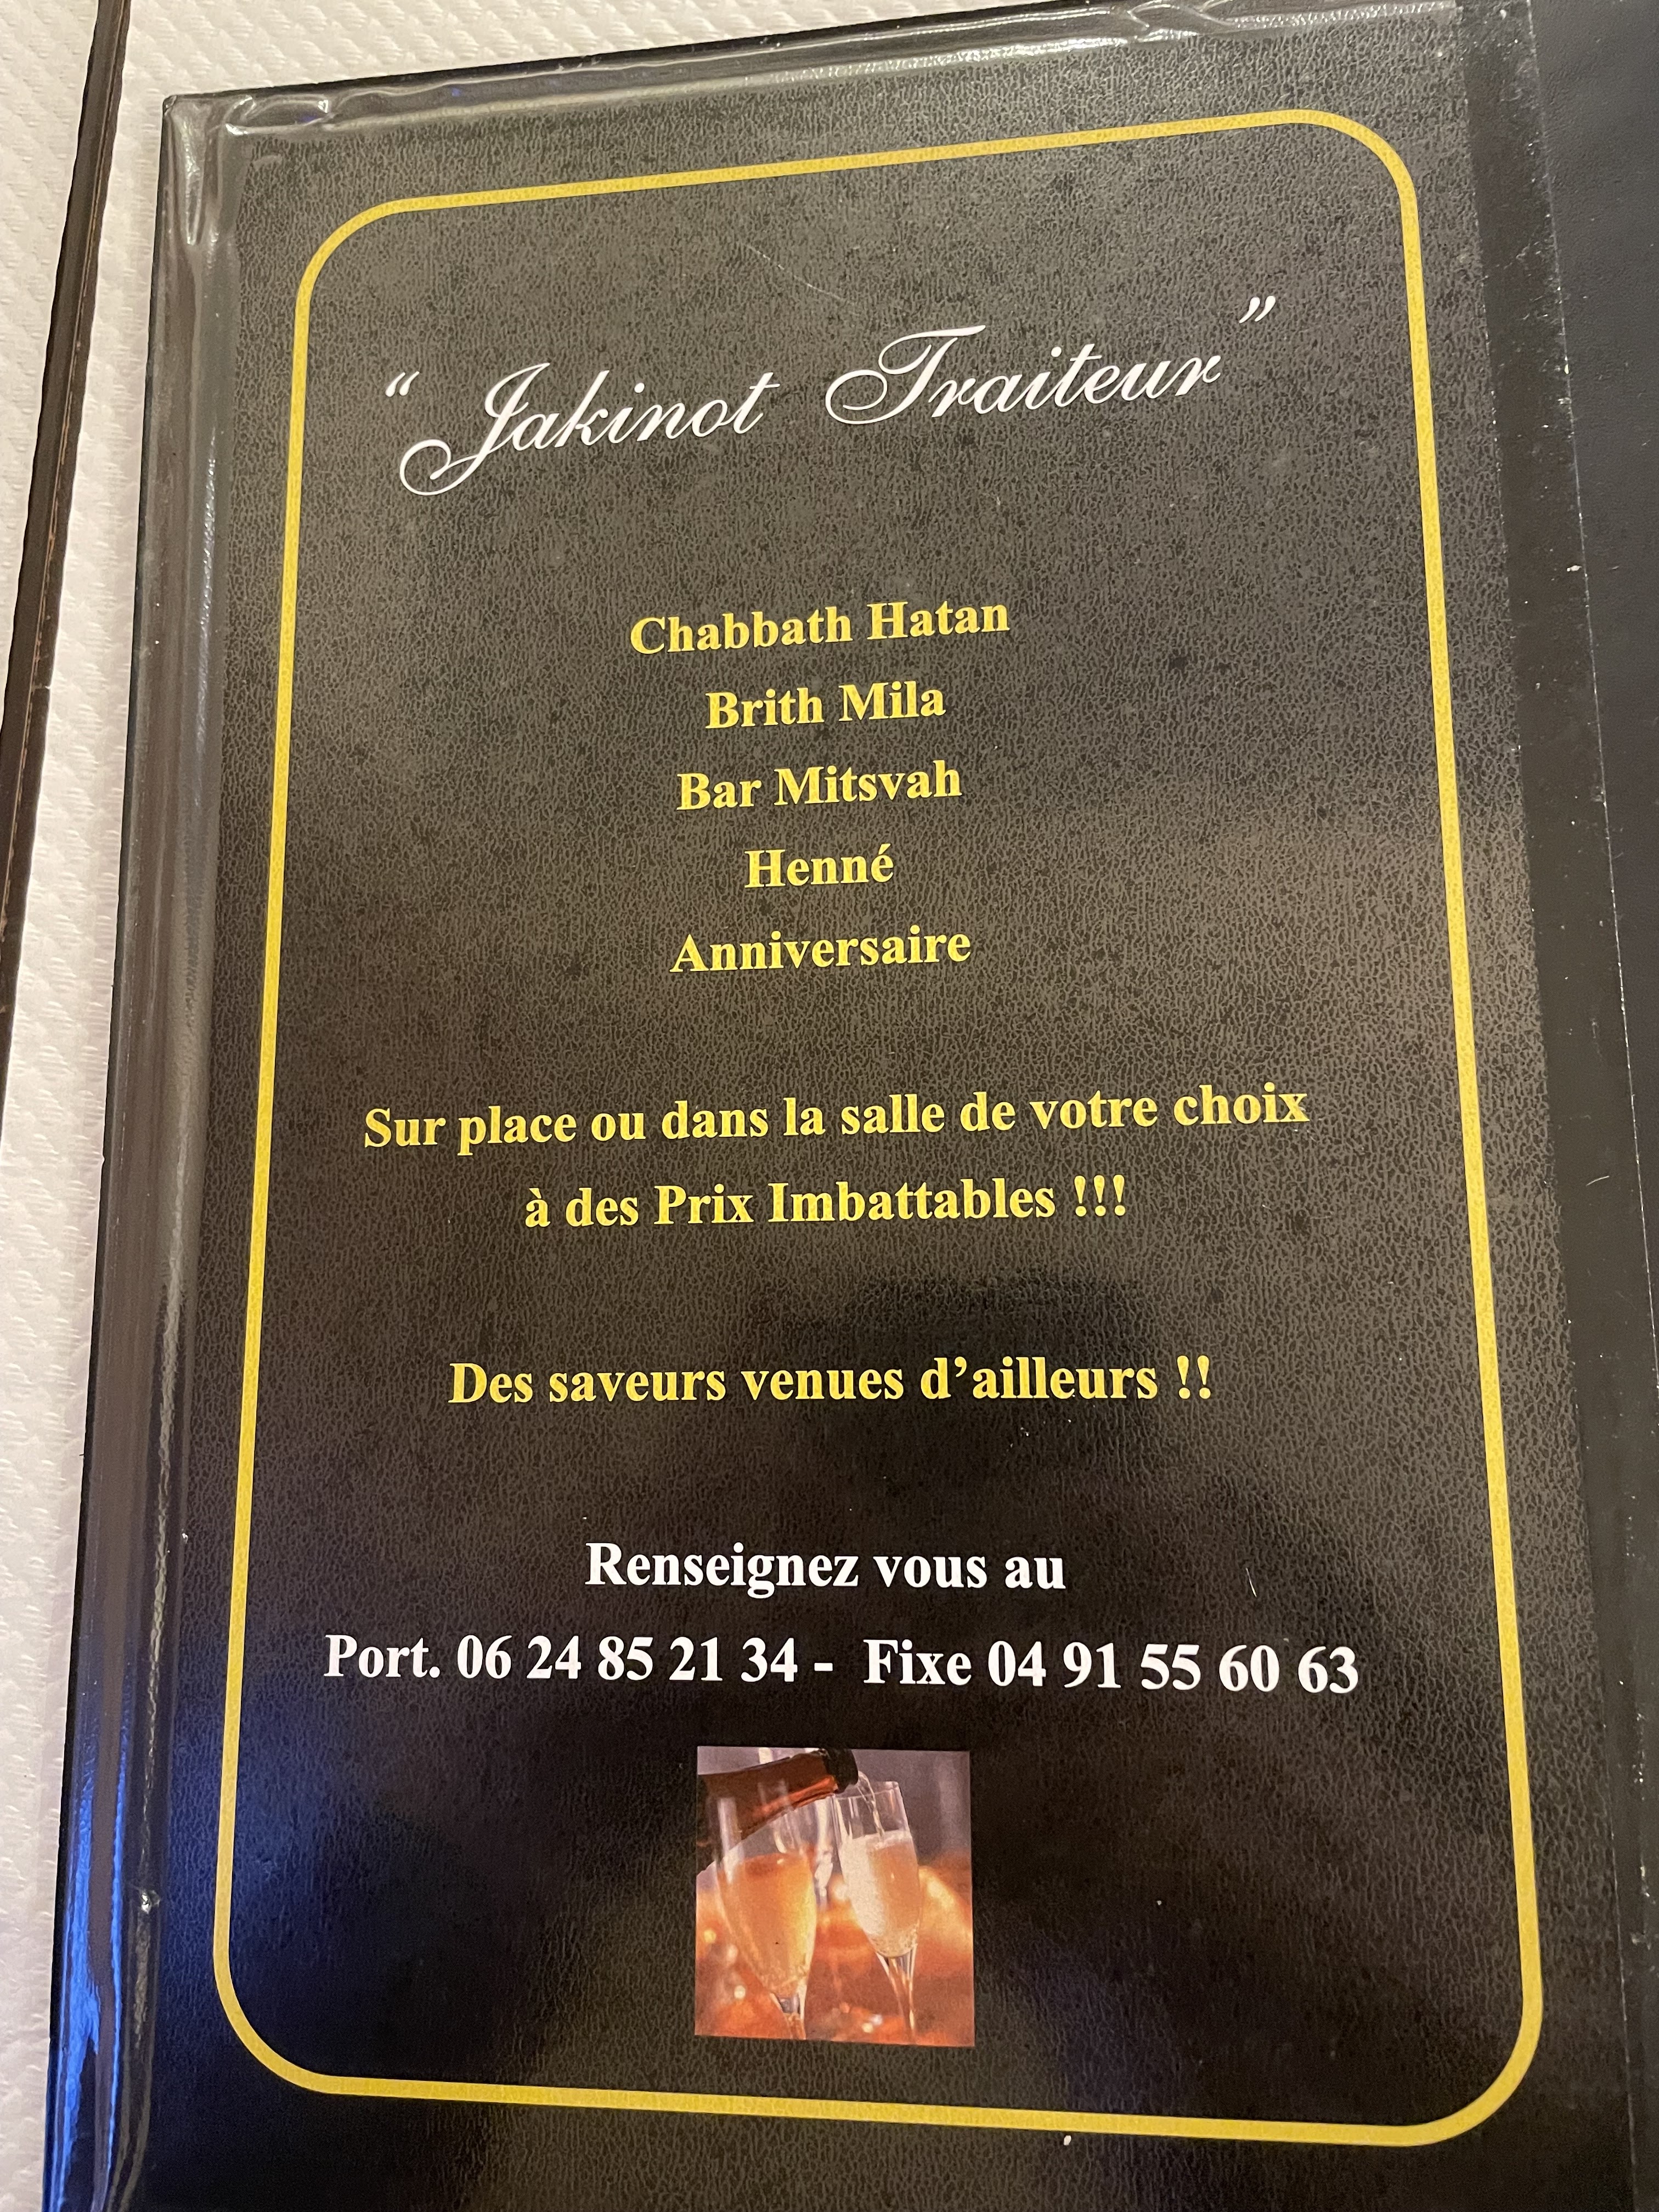 “ Jakinot Traiteur ”
Chabbath Hatan
Brith Mila
Bar Mitsvah
Henné
Anniversaire
Sur place ou dans la salle de votre choix
à des Prix Imbattables !!!
Des saveurs venues d’ailleurs !!
Renseignez vous au
Port. 06 24 85 21 34 - Fixe 04 91 55 60 63